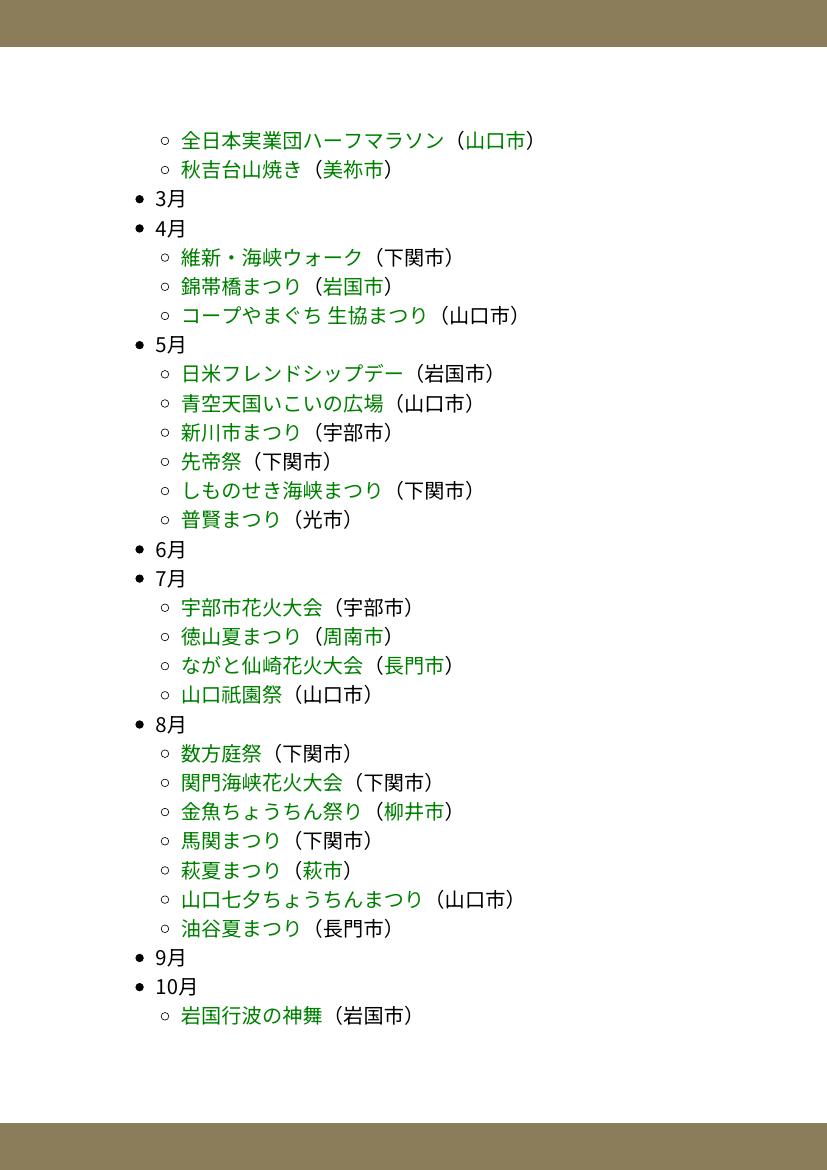 全日本実業団ハーフマラソン（山口市）
秋吉台山焼き（美祢市）
3月
4月
維新・海峡ウォーク（下関市）
錦帯橋まつり（岩国市）
コープやまぐち 生協まつり（山口市）
5月
日米フレンドシップデー（岩国市）
青空天国いこいの広場（山口市）
新川市まつり（宇部市）
先帝祭（下関市）
しものせき海峡まつり（下関市）
普賢まつり（光市）
6月
7月
宇部市花火大会（宇部市）
徳山夏まつり（周南市）
ながと仙崎花火大会（長門市）
山口祇園祭（山口市）
8月
数方庭祭（下関市）
関門海峡花火大会（下関市）
金魚ちょうちん祭り（柳井市）
馬関まつり（下関市）
萩夏まつり（萩市）
山口七夕ちょうちんまつり（山口市）
油谷夏まつり（長門市）
9月
10月
岩国行波の神舞（岩国市）